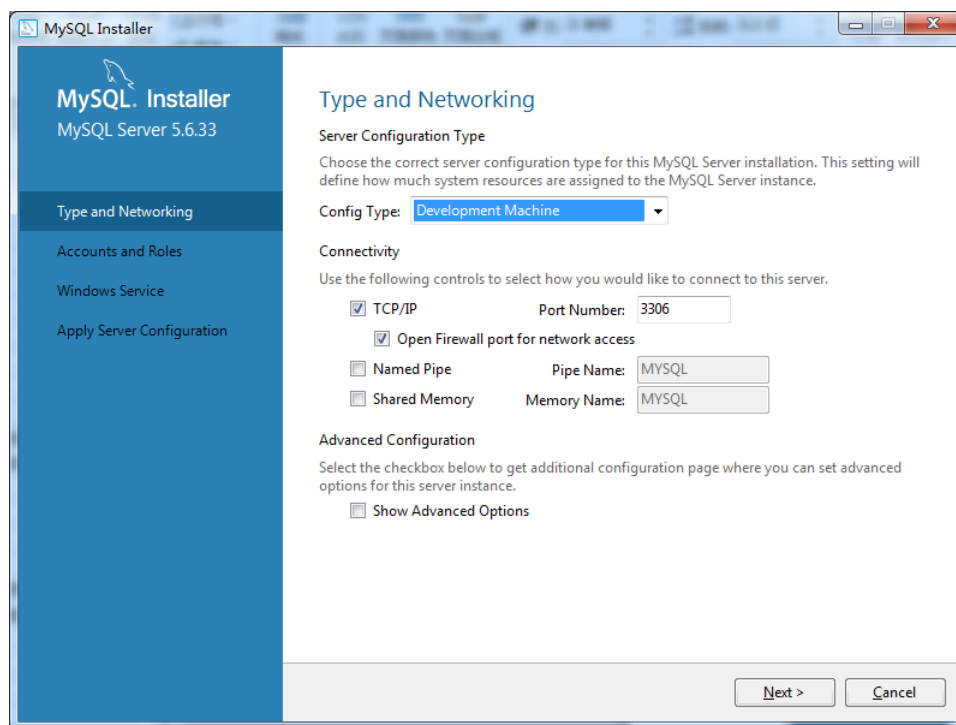 MySQL Installer
MySQL. Installer
MySQL Server 5.6.33
Type and Networking
Accounts and Roles
Windows Service
Apply Server Configuration
Type and Networking
Server Configuration Type
Choose the correct server configuration type for this MySQL Server installation. This setting will
define how much system resources are assigned to the MySQL Server instance.
Config Type: Development Machine
Connectivity
Use the following controls to select how you would like to connect to this server.
TCP/IP Port Number: 3306
Open Firewall port for network access
Named Pipe Pipe Name: MYSQL
Shared Memory Memory Name: MYSQL
Advanced Configuration
Select the checkbox below to get additional configuration page where you can set advanced
options for this server instance.
Show Advanced Options
Next > Cancel